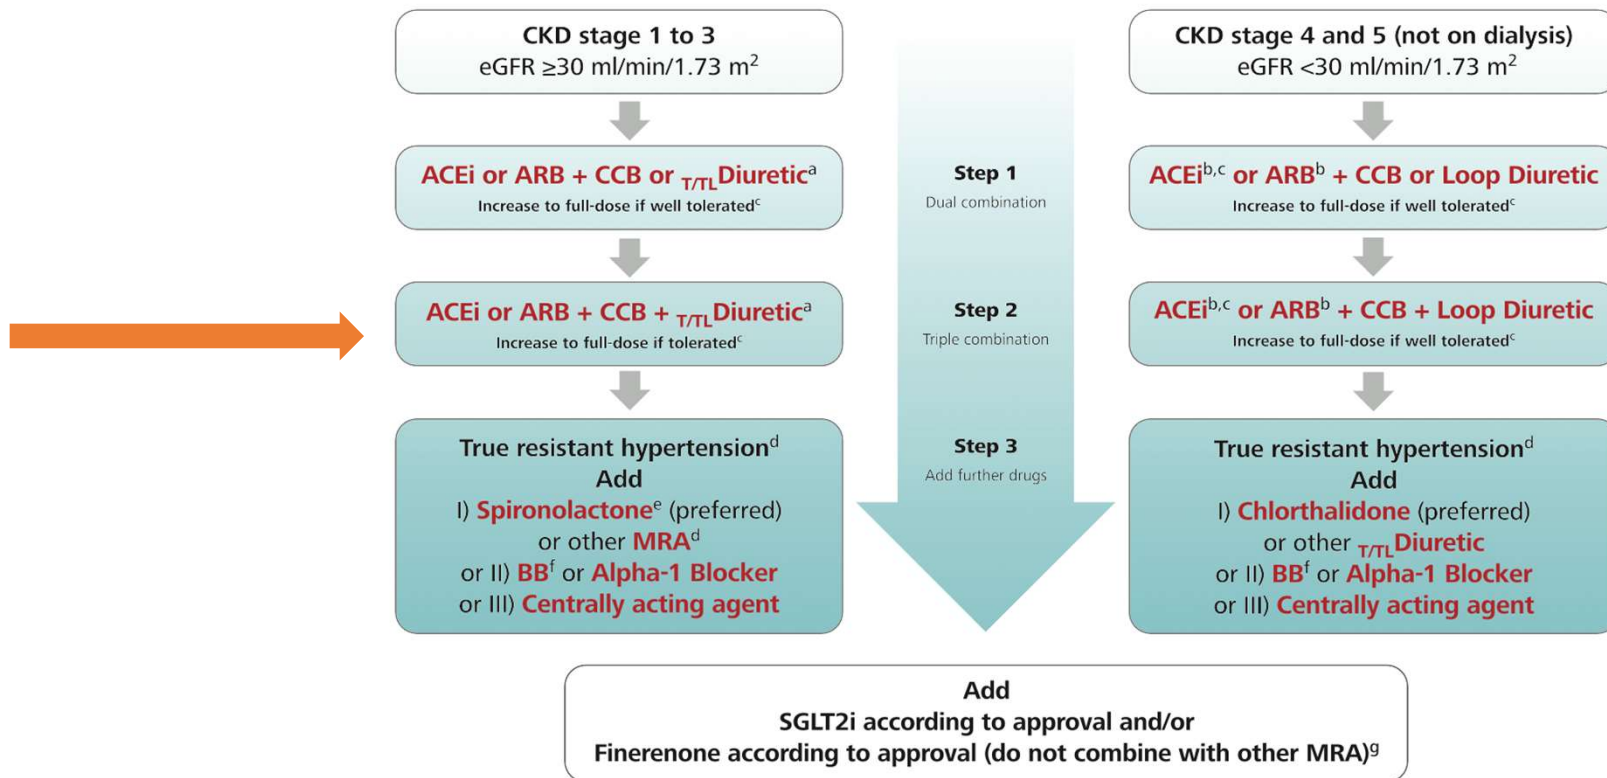 CKD stage 1 to 3
eGFR ≥30 ml/min/1.73 m²
ACEi or ARB + CCB or T/TLDiureticᵃ
Increase to full-dose if well toleratedᶜ
ACEi or ARB + CCB + T/TLDiureticᵃ
Increase to full-dose if toleratedᶜ
True resistant hypertensionᵈ
Add
I) Spironolactoneᵉ (preferred)
or other MRAᵈ
or II) BBᶠ or Alpha-1 Blocker
or III) Centrally acting agent
Step 1
Dual combination
Step 2
Triple combination
Step 3
Add further drugs
CKD stage 4 and 5 (not on dialysis)
eGFR <30 ml/min/1.73 m²
ACEiᵇ,ᶜ or ARBᵇ + CCB or Loop Diuretic
Increase to full-dose if well toleratedᶜ
ACEiᵇ,ᶜ or ARBᵇ + CCB + Loop Diuretic
Increase to full-dose if well toleratedᶜ
True resistant hypertensionᵈ
Add
I) Chlorthalidone (preferred)
or other T/TLDiuretic
or II) BBᶠ or Alpha-1 Blocker
or III) Centrally acting agent
Add
SGLT2i according to approval and/or
Finerenone according to approval (do not combine with other MRA)ᵍ